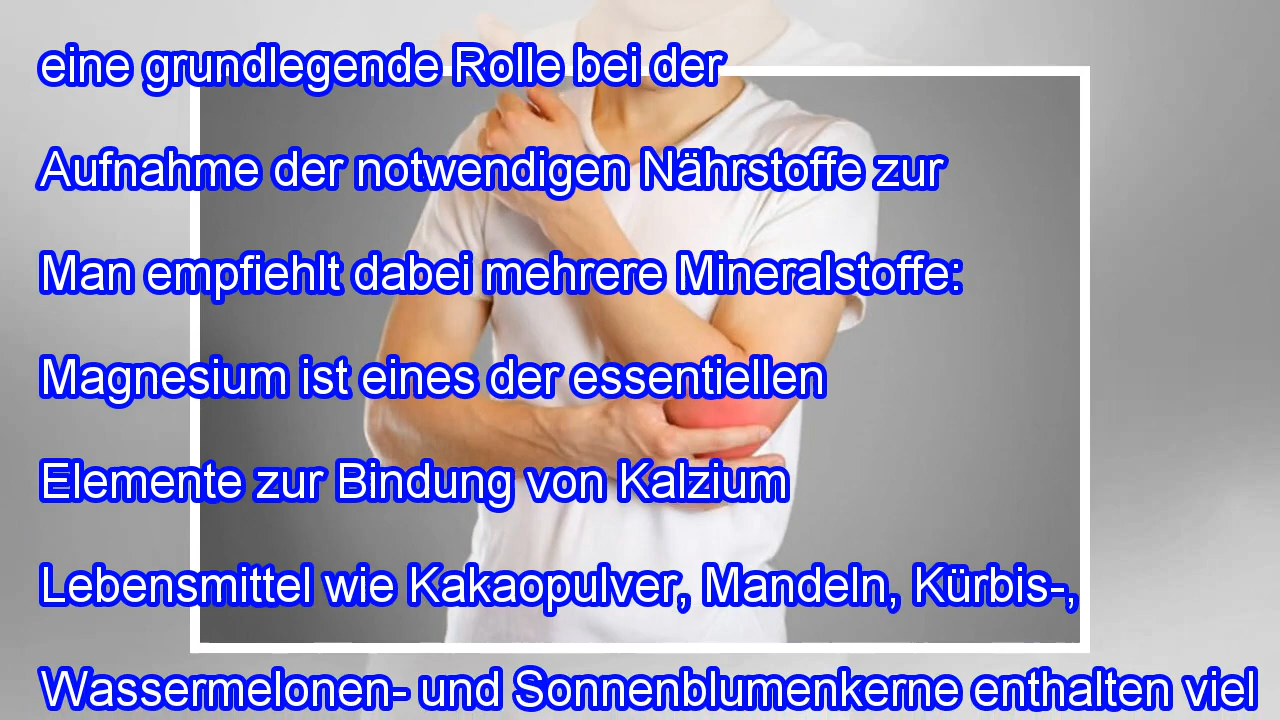 eine grundlegende Rolle bei der
Aufnahme der notwendigen Nährstoffe zur
Man empfiehlt dabei mehrere Mineralstoffe:
Magnesium ist eines der essentiellen
Elemente zur Bindung von Kalzium
Lebensmittel wie Kakaopulver, Mandeln, Kürbis-,
Wassermelonen- und Sonnenblumenkerne enthalten viel